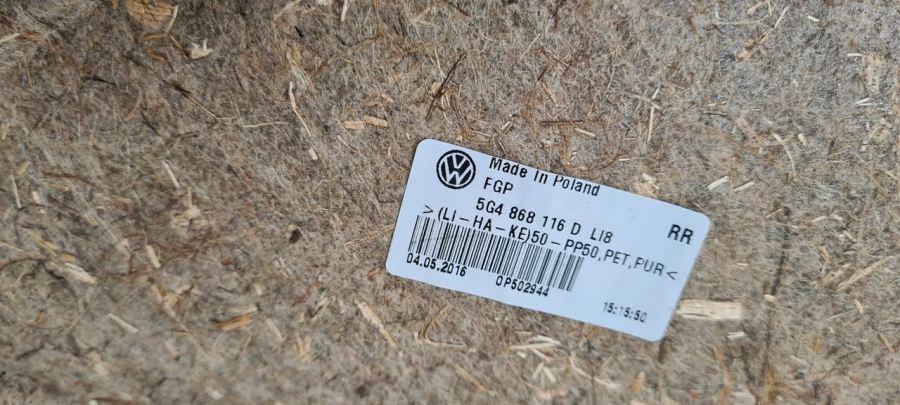 Made In Poland
FGP
5G4 868 116 D LI8 RR
>(LI-HA-KE)50-PP50,PET,PUR<
04.05.2016 OP502944 15:15:50